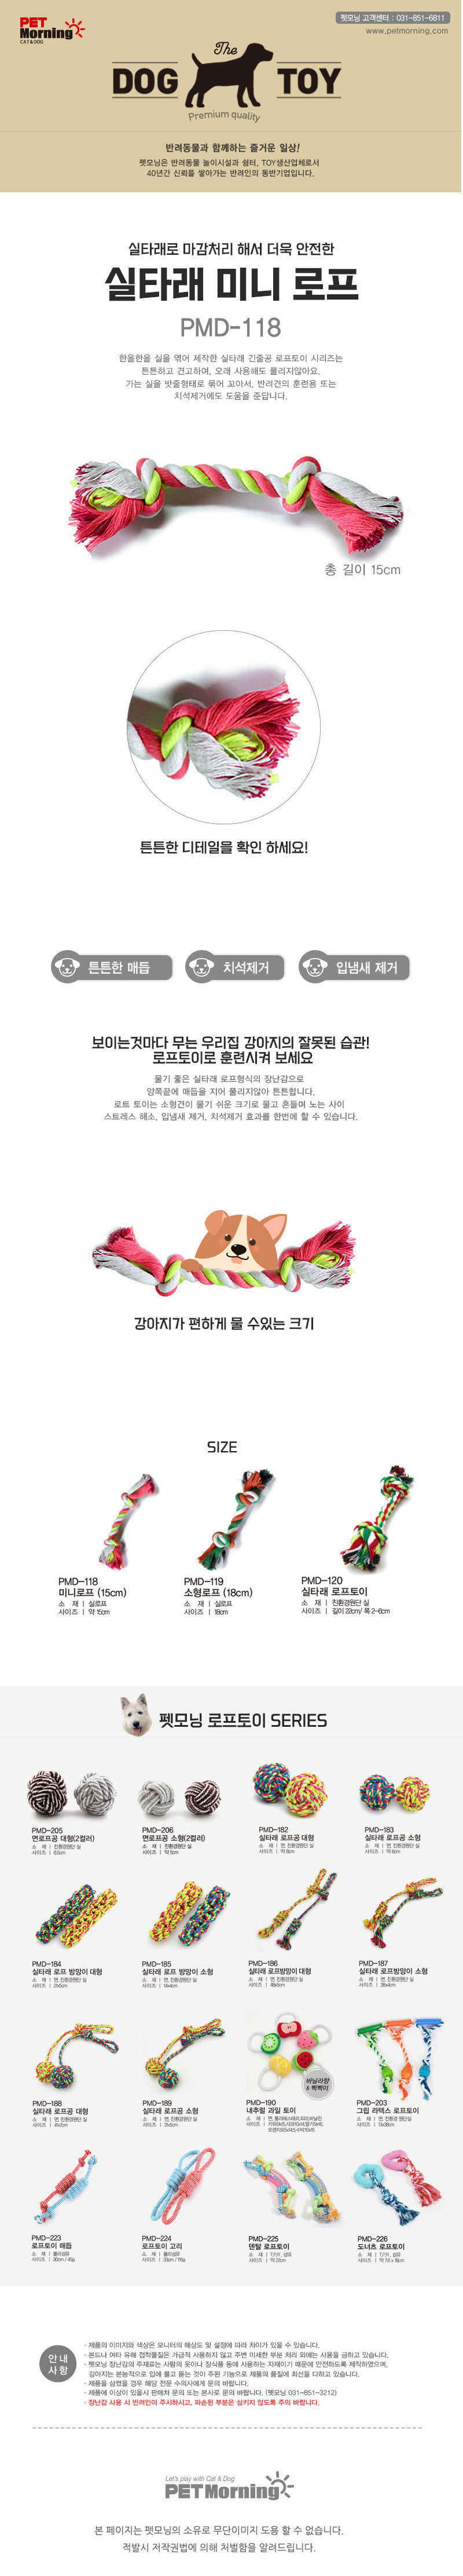 PET
Morning
CAT&DOG
펫모닝 고객센터 : 031-851-6811
www.petmorning.com
The
DOG TOY
Premium quality
반려동물과 함께하는 즐거운 일상!
펫모닝은 반려동물 놀이시설과 쉼터, TOY생산업체로서
40년간 신뢰를 쌓아가는 반려인의 동반기업입니다.
실타래로 마감처리 해서 더욱 안전한
실타래 미니 로프
PMD-118
한올한올 실을 엮어 제작한 실타래 긴줄공 로프토이 시리즈는
튼튼하고 견고하여, 오래 사용해도 풀리지않아요.
가는 실을 밧줄형태로 묶어 꼬아서, 반려견의 훈련용 또는
치석제거에도 도움을 준답니다.
총 길이 15cm
튼튼한 디테일을 확인 하세요!
튼튼한 매듭
치석제거
입냄새 제거
보이는것마다 무는 우리집 강아지의 잘못된 습관!
로프토이로 훈련시켜 보세요
물기 좋은 실타래 로프형식의 장난감으로
양쪽끝에 매듭을 지어 풀리지않아 튼튼합니다.
로트 토이는 소형견이 물기 쉬운 크기로 물고 흔들며 노는 사이
스트레스 해소, 입냄새 제거, 치석제거 효과를 한번에 할 수 있습니다.
강아지가 편하게 물 수있는 크기
SIZE
PMD-118
미니로프 (15cm)
소 재 | 실로프
사이즈 | 약 15cm
PMD-119
소형로프 (18cm)
소 재 | 실로프
사이즈 | 18cm
PMD-120
실타래 로프토이
소 재 | 친환경원단 실
사이즈 | 길이 22cm/ 폭 2~6cm
펫모닝 로프토이 SERIES
PMD-205
면로프공 대형(2컬러)
소 재 | 친환경원단 실
사이즈 | 6.5cm
PMD-206
면로프공 소형(2컬러)
소 재 | 친환경원단 실
사이즈 | 약 5cm
PMD-182
실타래 로프공 대형
소 재 | 면, 친환경원단 실
사이즈 | 약 8cm
PMD-183
실타래 로프공 소형
소 재 | 면, 친환경원단 실
사이즈 | 약 6cm
PMD-184
실타래 로프 방망이 대형
소 재 | 면, 친환경원단 실
PMD-185
실타래 로프 방망이 소형
소 재 | 면, 친환경원단 실
PMD-186
실타래 로프방망이 대형
소 재 | 면, 친환경원단 실
PMD-187
실타래 로프방망이 소형
소 재 | 면, 친환경원단 실
PMD-188
실타래 로프공 대형
소 재 | 면, 친환경원단 실
PMD-189
실타래 로프공 소형
소 재 | 면, 친환경원단 실
바닐라향
& 삑삑이
PMD-190
내추럴 과일 토이
PMD-203
그립 라텍스 로프토이
소 재 | 면, 친환경 원단실
PMD-223
로프토이 매듭
소 재 | 폴리섬유
사이즈 | 30cm / 45g
PMD-224
로프토이 고리
소 재 | 폴리섬유
사이즈 | 33cm / 115g
PMD-225
덴탈 로프토이
소 재 | T.P.R , 섬유
사이즈 | 약 22cm
PMD-226
도너츠 로프토이
소 재 | T.P.R , 섬유
사이즈 | 약 7.6 x 18cm
안내
사항
· 제품의 이미지와 색상은 모니터의 해상도 및 설정에 따라 차이가 있을 수 있습니다.
· 본드나 여타 유해 접착물질은 가급적 사용하지 않고 주변 미세한 부분 처리 외에는 사용을 금하고 있습니다.
· 펫모닝 장난감의 주재료는 사람의 옷이나 장식품 등에 사용하는 자재이기 때문에 안전하도록 제작하였으며,
강아지는 본능적으로 입에 물고 뜯는 것이 주된 기능으로 제품의 품질에 최선을 다하고 있습니다.
· 제품을 삼켰을 경우 해당 전문 수의사에게 문의 바랍니다.
· 제품에 이상이 있을시 판매처 문의 또는 본사로 문의 바랍니다. (펫모닝 031-851-3212)
· 장난감 사용 시 반려인이 주시하시고, 파손된 부분은 삼키지 않도록 주의 바랍니다.
Let's play with Cat & Dog
PETMorning
본 페이지는 펫모닝의 소유로 무단이미지 도용 할 수 없습니다.
적발시 저작권법에 의해 처벌함을 알려드립니다.